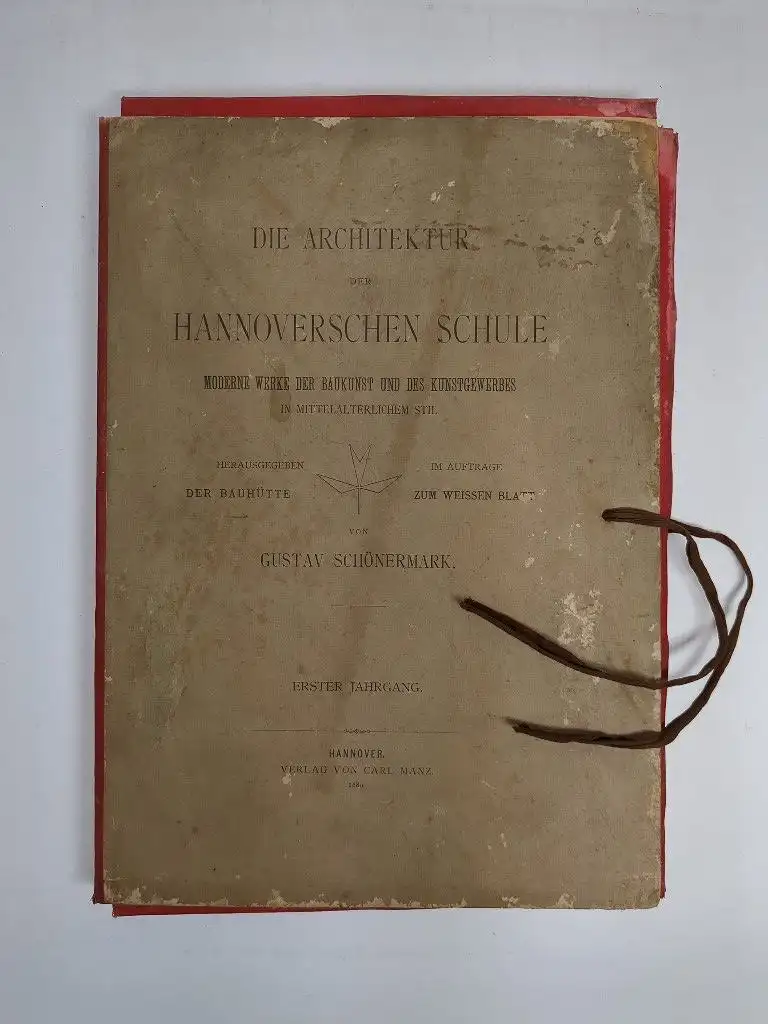 DIE ARCHITEKTUR
DER
HANNOVERSCHEN SCHULE
MODERNE WERKE DER BAUKUNST UND DES KUNSTGEWERBES
IN MITTELALTERLICHEM STIL
HERAUSGEGEBEN IM AUFTRAGE
DER BAUHÜTTE ZUM WEISSEN BLATT
VON
GUSTAV SCHÖNERMARK.
ERSTER JAHRGANG.
HANNOVER.
VERLAG VON CARL MANZ.